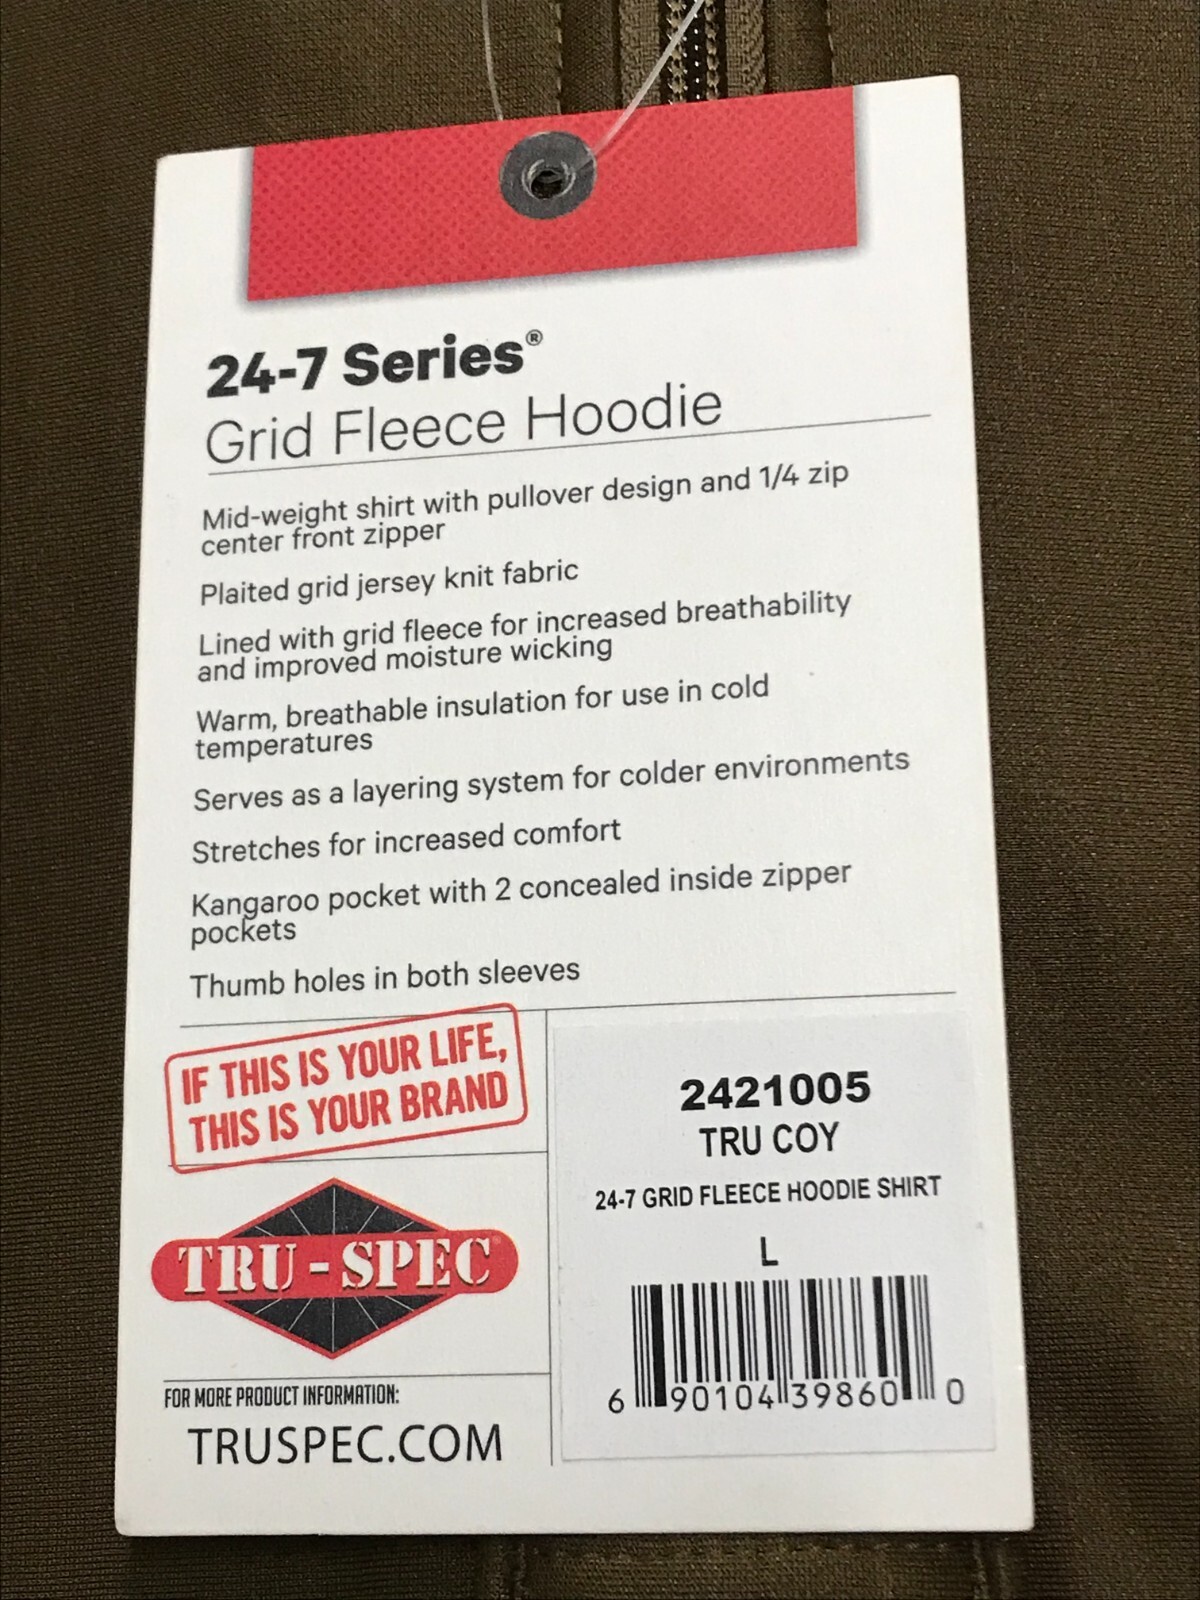 24-7 Series®
Grid Fleece Hoodie
Mid-weight shirt with pullover design and 1/4 zip
center front zipper
Plaited grid jersey knit fabric
Lined with grid fleece for increased breathability
and improved moisture wicking
Warm, breathable insulation for use in cold
temperatures
Serves as a layering system for colder environments
Stretches for increased comfort
Kangaroo pocket with 2 concealed inside zipper
pockets
Thumb holes in both sleeves
IF THIS IS YOUR LIFE,
THIS IS YOUR BRAND
TRU-SPEC®
FOR MORE PRODUCT INFORMATION:
TRUSPEC.COM
2421005
TRU COY
24-7 GRID FLEECE HOODIE SHIRT
L
6 90104 39860 0